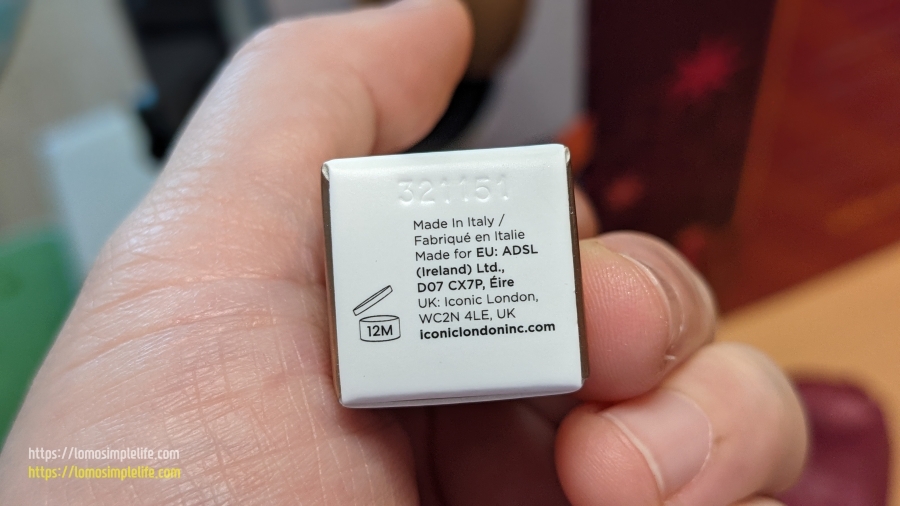 321151
Made In Italy /
Fabriqué en Italie
Made for EU: ADSL
(Ireland) Ltd.,
D07 CX7P, Éire
UK: Iconic London,
WC2N 4LE, UK
iconiclondoninc.com
12M
https://lomosimplelife.com
https://lomosimplelife.com